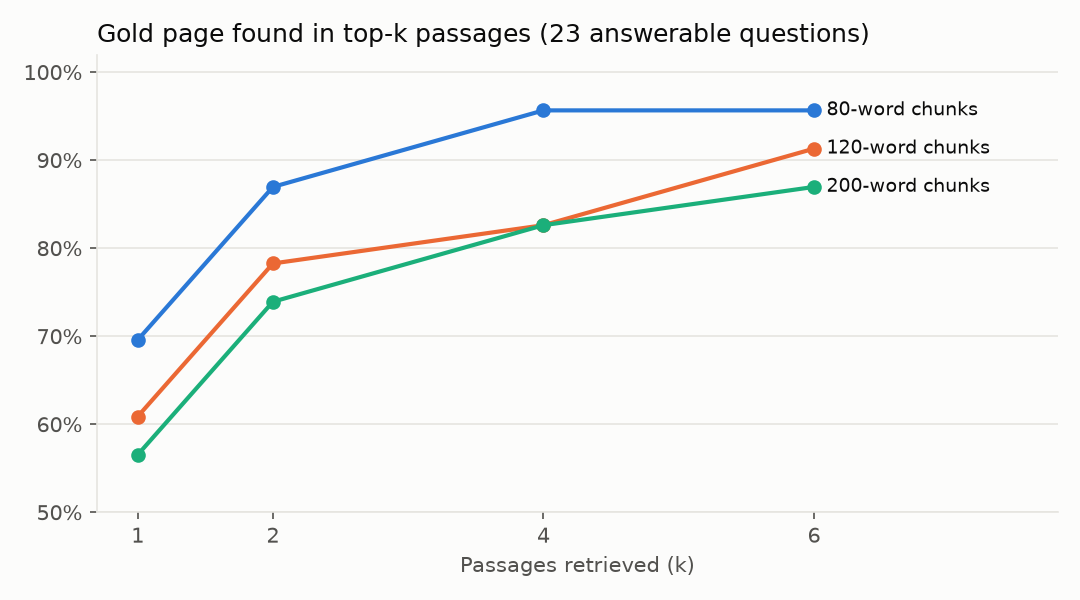 Gold page found in top-k passages (23 answerable questions)
100%
90%
80%
70%
60%
50%
80-word chunks
120-word chunks
200-word chunks
1 2 4 6
Passages retrieved (k)